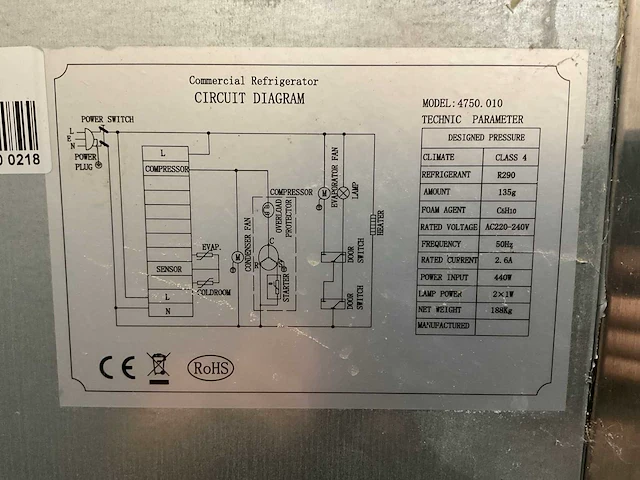 0218
Commercial Refrigerator
CIRCUIT DIAGRAM
POWER SWITCH
L
E
N
POWER
PLUG
L
COMPRESSOR
SENSOR
L
N
EVAP.
COLDROOM
CONDENSER FAN
M
COMPRESSOR
OVERLOAD
PROTECTOR
C
R
S
STARTER
M
EVAPORATOR FAN
LAMP
DOOR
SWITCH
DOOR
SWITCH
HEATER
MODEL:4750.010
TECHNIC PARAMETER
DESIGNED PRESSURE
CLIMATE CLASS 4
REFRIGERANT R290
AMOUNT 135g
FOAM AGENT C5H10
RATED VOLTAGE AC220-240V
FREQUENCY 50Hz
RATED CURRENT 2.6A
POWER INPUT 440W
LAMP POWER 2×1W
NET WEIGHT 188Kg
MANUFACTURED
CE
RoHS